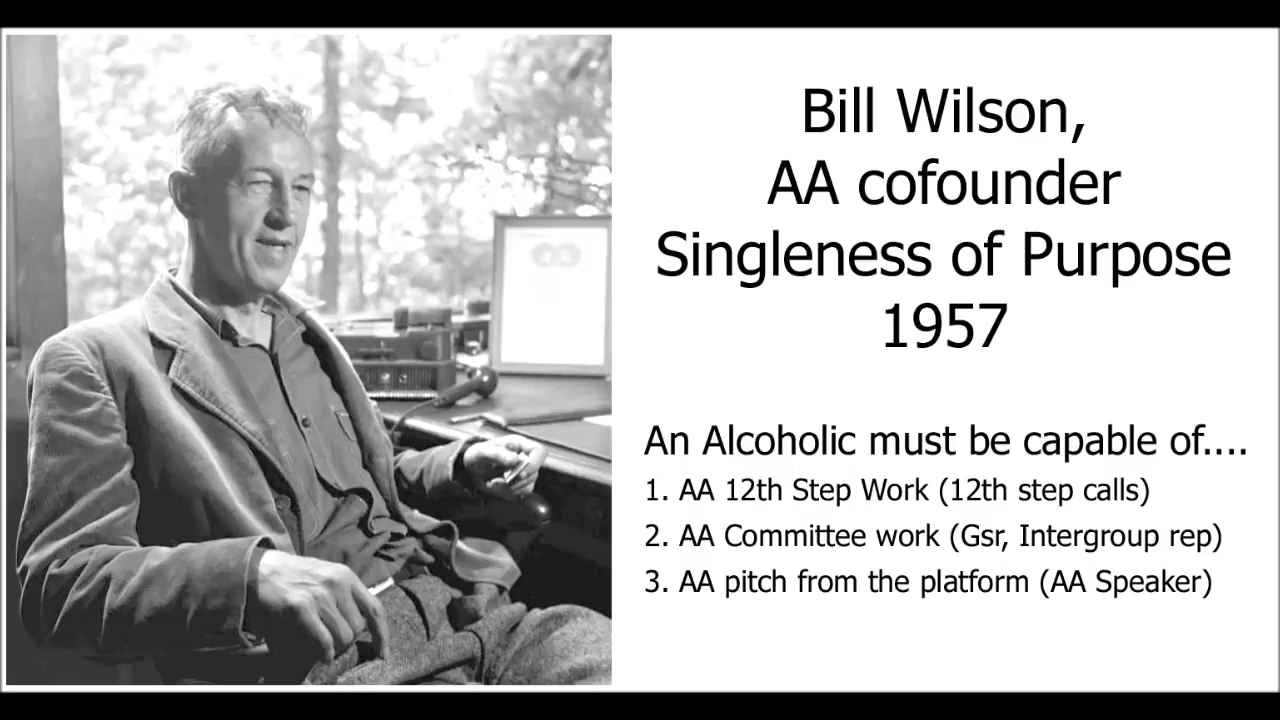 Bill Wilson,
AA cofounder
Singleness of Purpose
1957
An Alcoholic must be capable of....
1. AA 12th Step Work (12th step calls)
2. AA Committee work (Gsr, Intergroup rep)
3. AA pitch from the platform (AA Speaker)